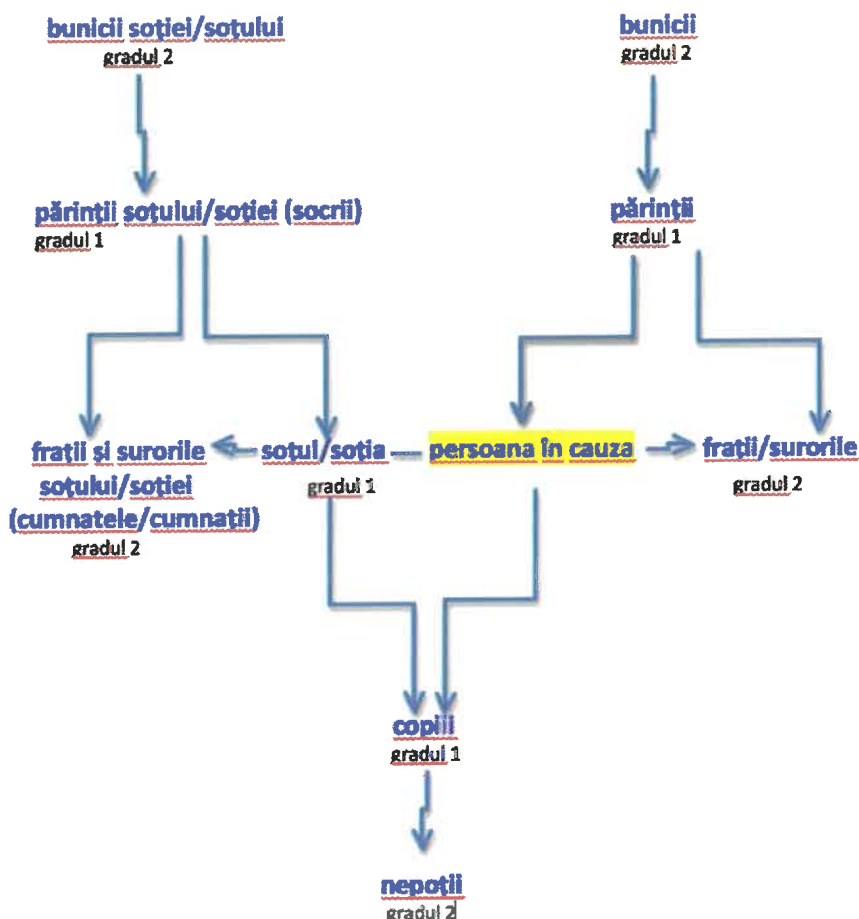 bunicii soției/soțului
gradul 2
bunicii
gradul 2
părinții soțului/soției (socrii)
gradul 1
părinții
gradul 1
frații și surorile
soțului/soției
(cumnatele/cumnații)
gradul 2
soțul/soția
gradul 1
persoana în cauza
frații/surorile
gradul 2
copiii
gradul 1
nepoții
gradul 2